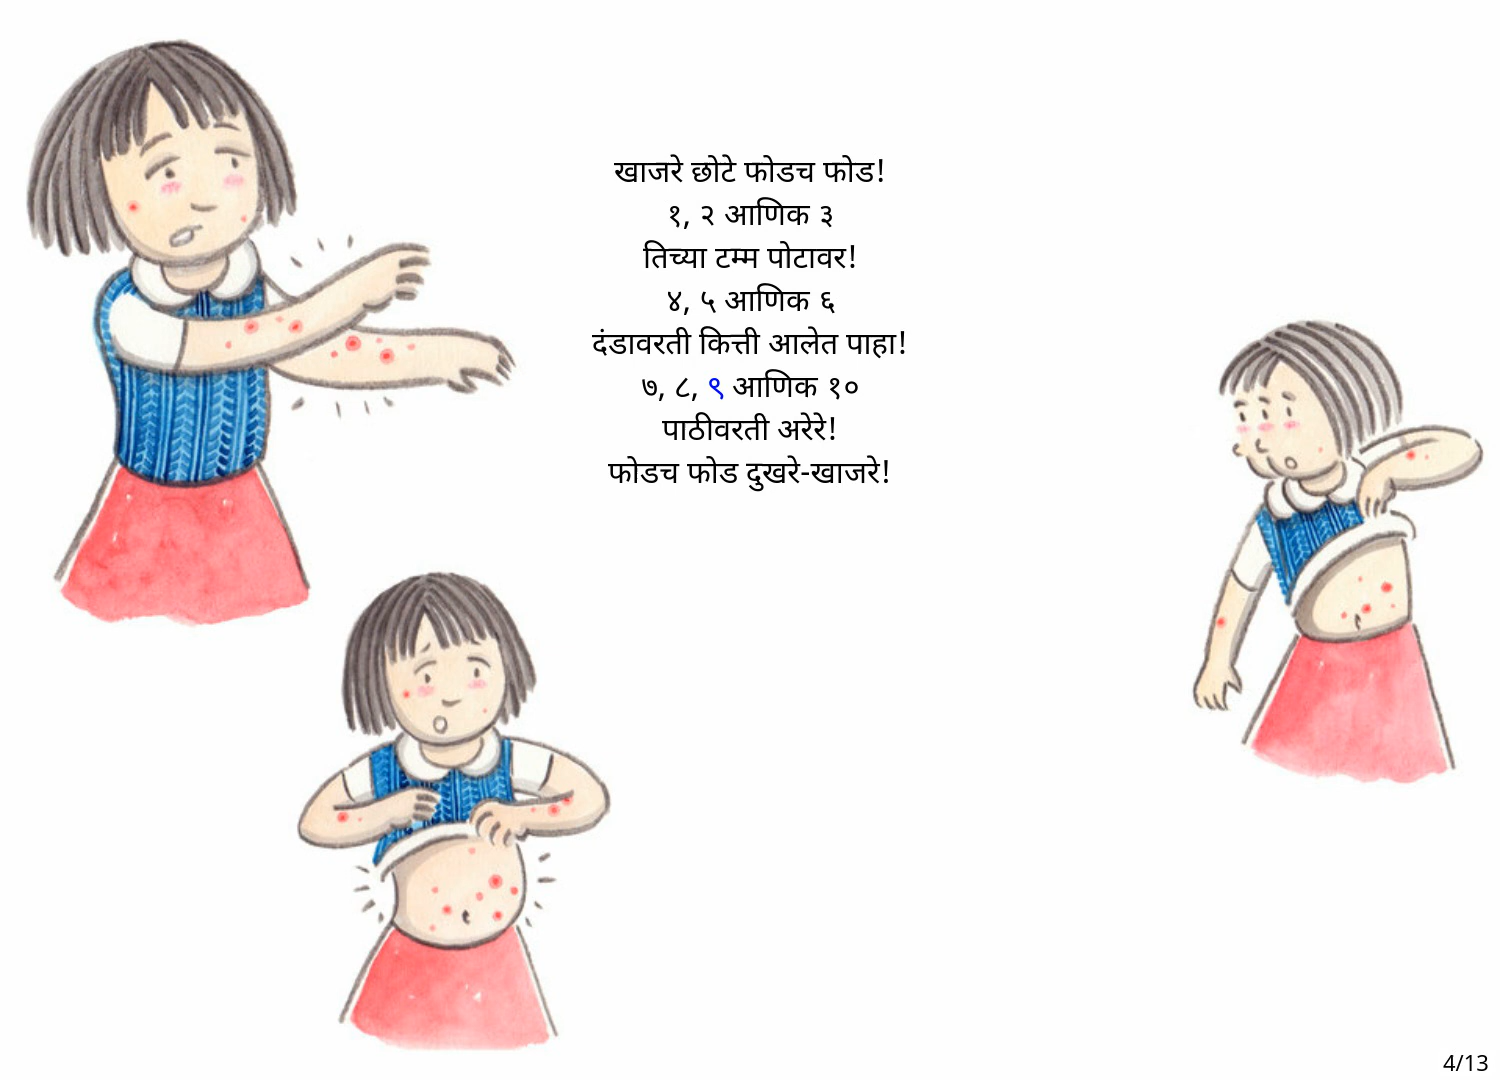 खाजरे छोटे फोडच फोड!
१, २ आणिक ३
तिच्या टम्म पोटावर!
४, ५ आणिक ६
दंडावरती कित्ती आलेत पाहा!
७, ८, ९ आणिक १०
पाठीवरती अरेरे!
फोडच फोड दुखरे-खाजरे!
4/13